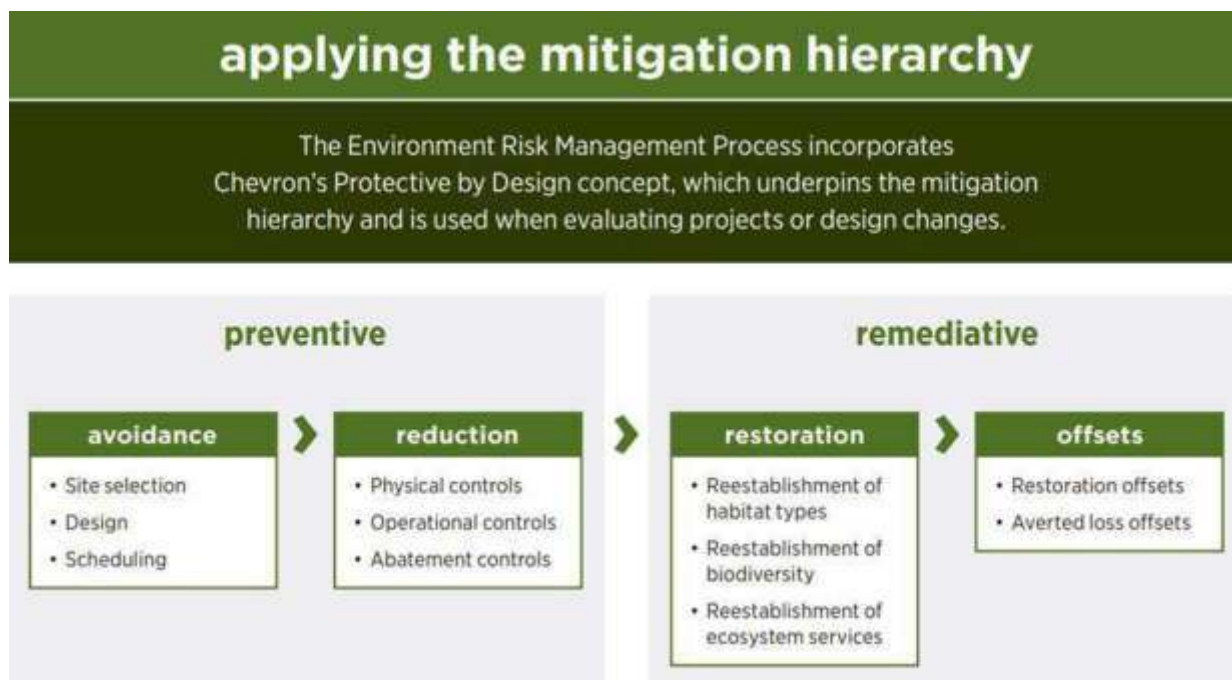 applying the mitigation hierarchy
The Environment Risk Management Process incorporates
Chevron's Protective by Design concept, which underpins the mitigation
hierarchy and is used when evaluating projects or design changes.
preventive
avoidance
• Site selection
• Design
• Scheduling
reduction
• Physical controls
• Operational controls
• Abatement controls
remediative
restoration
• Reestablishment of
habitat types
• Reestablishment of
biodiversity
• Reestablishment of
ecosystem services
offsets
• Restoration offsets
• Averted loss offsets